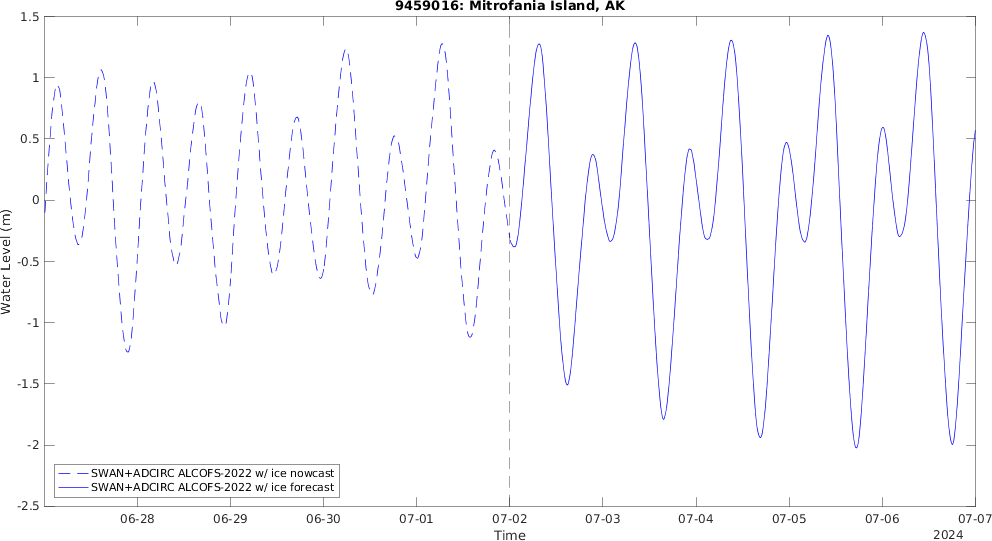 9459016: Mitrofania Island, AK
1.5
1
0.5
0
-0.5
-1
-1.5
-2
-2.5
Water Level (m)
SWAN+ADCIRC ALCOFS-2022 w/ ice nowcast
SWAN+ADCIRC ALCOFS-2022 w/ ice forecast
06-28 06-29 06-30 07-01 07-02 07-03 07-04 07-05 07-06 07-07
Time
2024